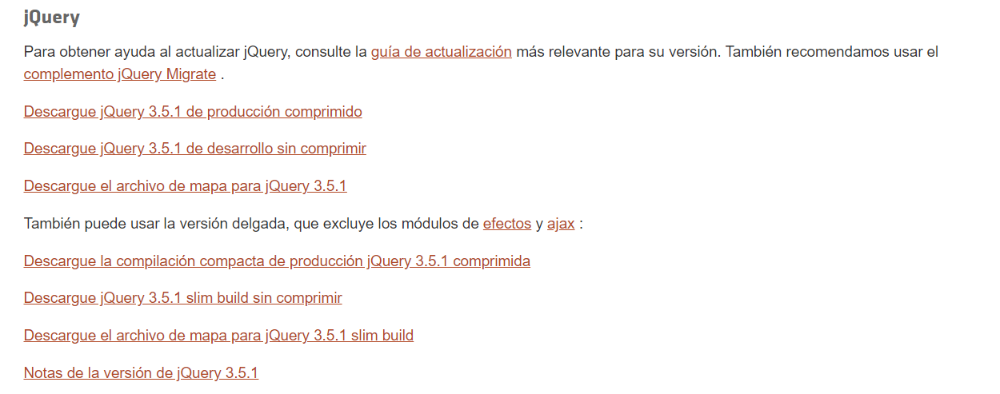 jQuery
Para obtener ayuda al actualizar jQuery, consulte la guía de actualización más relevante para su versión. También recomendamos usar el
complemento jQuery Migrate .
Descargue jQuery 3.5.1 de producción comprimido
Descargue jQuery 3.5.1 de desarrollo sin comprimir
Descargue el archivo de mapa para jQuery 3.5.1
También puede usar la versión delgada, que excluye los módulos de efectos y ajax :
Descargue la compilación compacta de producción jQuery 3.5.1 comprimida
Descargue jQuery 3.5.1 slim build sin comprimir
Descargue el archivo de mapa para jQuery 3.5.1 slim build
Notas de la versión de jQuery 3.5.1